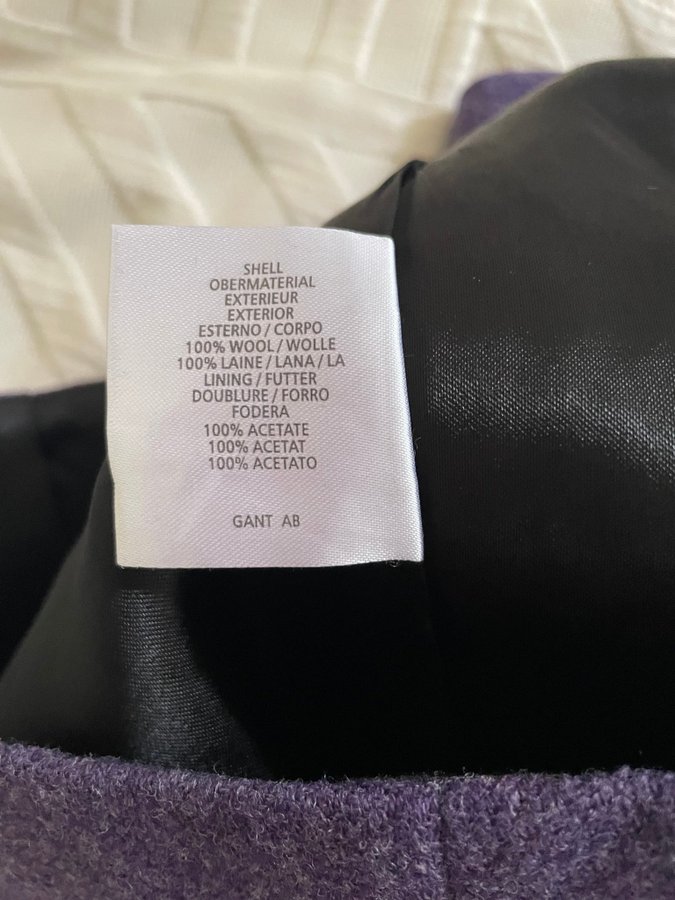 SHELL
OBERMATERIAL
EXTERIEUR
EXTERIOR
ESTERNO / CORPO
100% WOOL / WOLLE
100% LAINE / LANA / LA
LINING / FUTTER
DOUBLURE / FORRO
FODERA
100% ACETATE
100% ACETAT
100% ACETATO
GANT AB